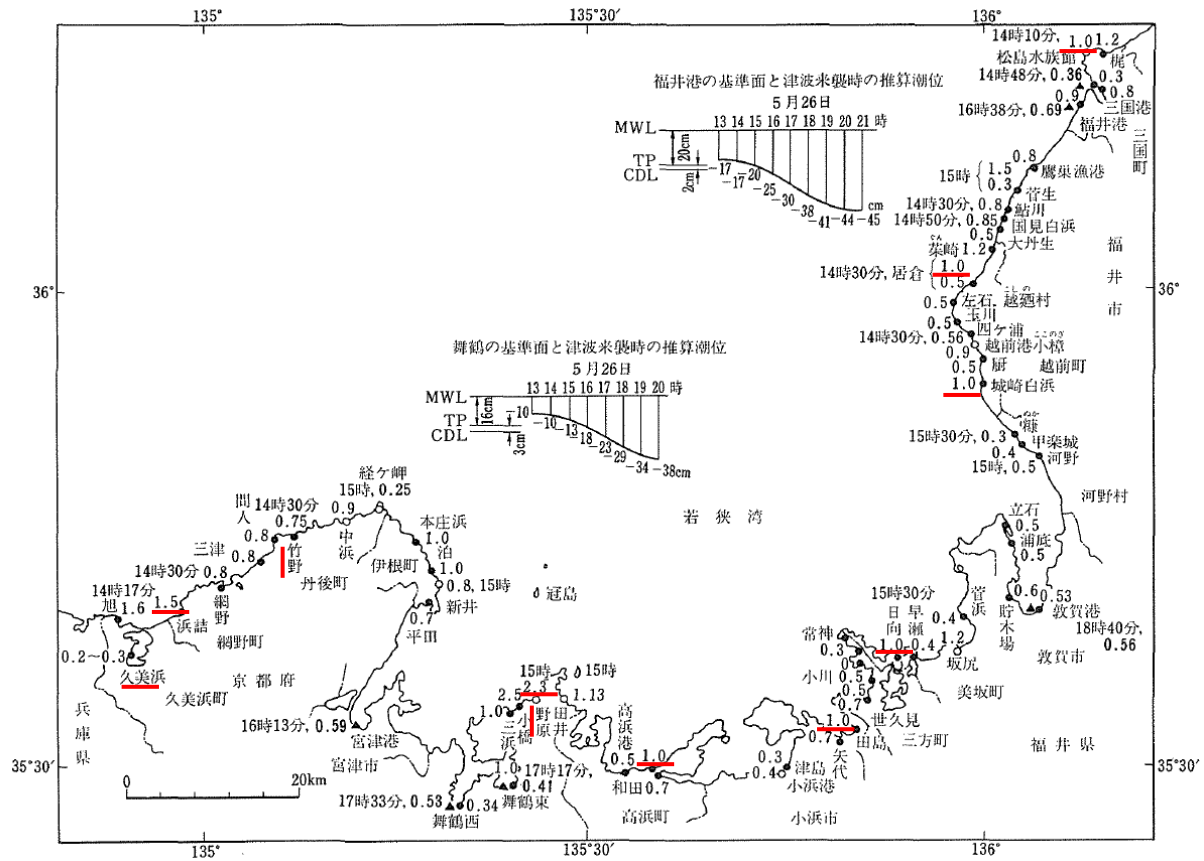 135°
135°30′
136°
14時10分,
1.0
1.2
松島水族館
梶
14時48分, 0.36
0.3
0.8
0.9
三国港
16時38分, 0.69
福井港
三国町
福井港の基準面と津波来襲時の推算潮位
5月26日
13 14 15 16 17 18 19 20 21 時
MWL
20cm
TP
CDL
2cm
-17
-17
-20
-25
-30
-38
-41
-44
-45
cm
0.8
鷹巣漁港
15時
1.5
0.3
菅生
14時30分, 0.8
鮎川
14時50分, 0.85
国見白浜
0.5
大丹生
福井市
茱崎 1.2
14時30分, 居倉
1.0
0.5
36°
36°
0.5
左右
越廼村
こしの
玉川
0.5
四ケ浦
14時30分, 0.56
越前港小樟
ここのぎ
0.9
0.5
厨
越前町
1.0
城崎白浜
舞鶴の基準面と津波来襲時の推算潮位
5月26日
13 14 15 16 17 18 19 20 時
MWL
16cm
TP
CDL
3cm
-10
-10
-13
-18
-23
-29
-34
-38cm
糠
ぬか
15時30分, 0.3
甲楽城
0.4
河野
15時, 0.5
河野村
若狭湾
経ケ岬
15時, 0.25
間人
14時30分
0.75
0.9
中浜
0.8
竹野
本庄浜
1.0
泊
1.0
伊根町
三津
0.8
丹後町
0.8, 15時
新井
14時30分
0.8
網野
0.7
平田
14時17分
旭
1.6
1.5
浜詰
網野町
0.2~0.3
久美浜
久美浜町
京都府
兵庫県
冠島
立石
0.5
浦底
0.5
0.6
0.53
貯木場
敦賀港
18時40分,
0.56
敦賀市
菅浜
0.4
1.2
坂尻
15時30分
日向
早瀬
1.0
0.4
美坂町
常神
0.3
小川
0.5
0.5
0.7
世久見
1.0
田島
三方町
0.7
矢代
福井県
16時13分, 0.59
宮津港
宮津市
15時
2.3
15時
2.5
1.13
1.0
三浜
小橋
野原
田井
高浜港
0.5
1.0
和田 0.7
高浜町
0.3
0.4
津島
小浜港
小浜市
1.0
17時17分,
0.41
舞鶴東
17時33分, 0.53
0.34
舞鶴西
35°30′
35°30′
0
20km
135°
135°30′
136°